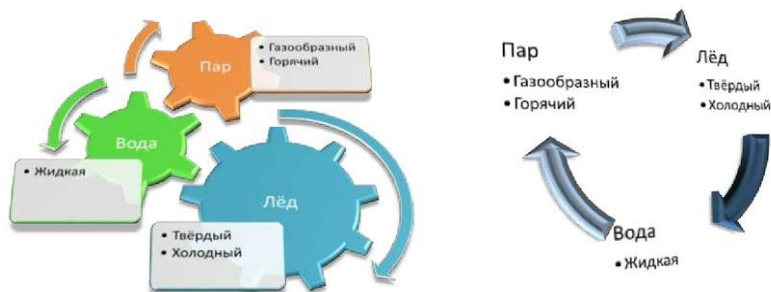 Пар
• Газообразный
• Горячий
Вода
• Жидкая
Лёд
• Твёрдый
• Холодный
Пар
• Газообразный
• Горячий
Лёд
• Твёрдый
• Холодный
Вода
• Жидкая